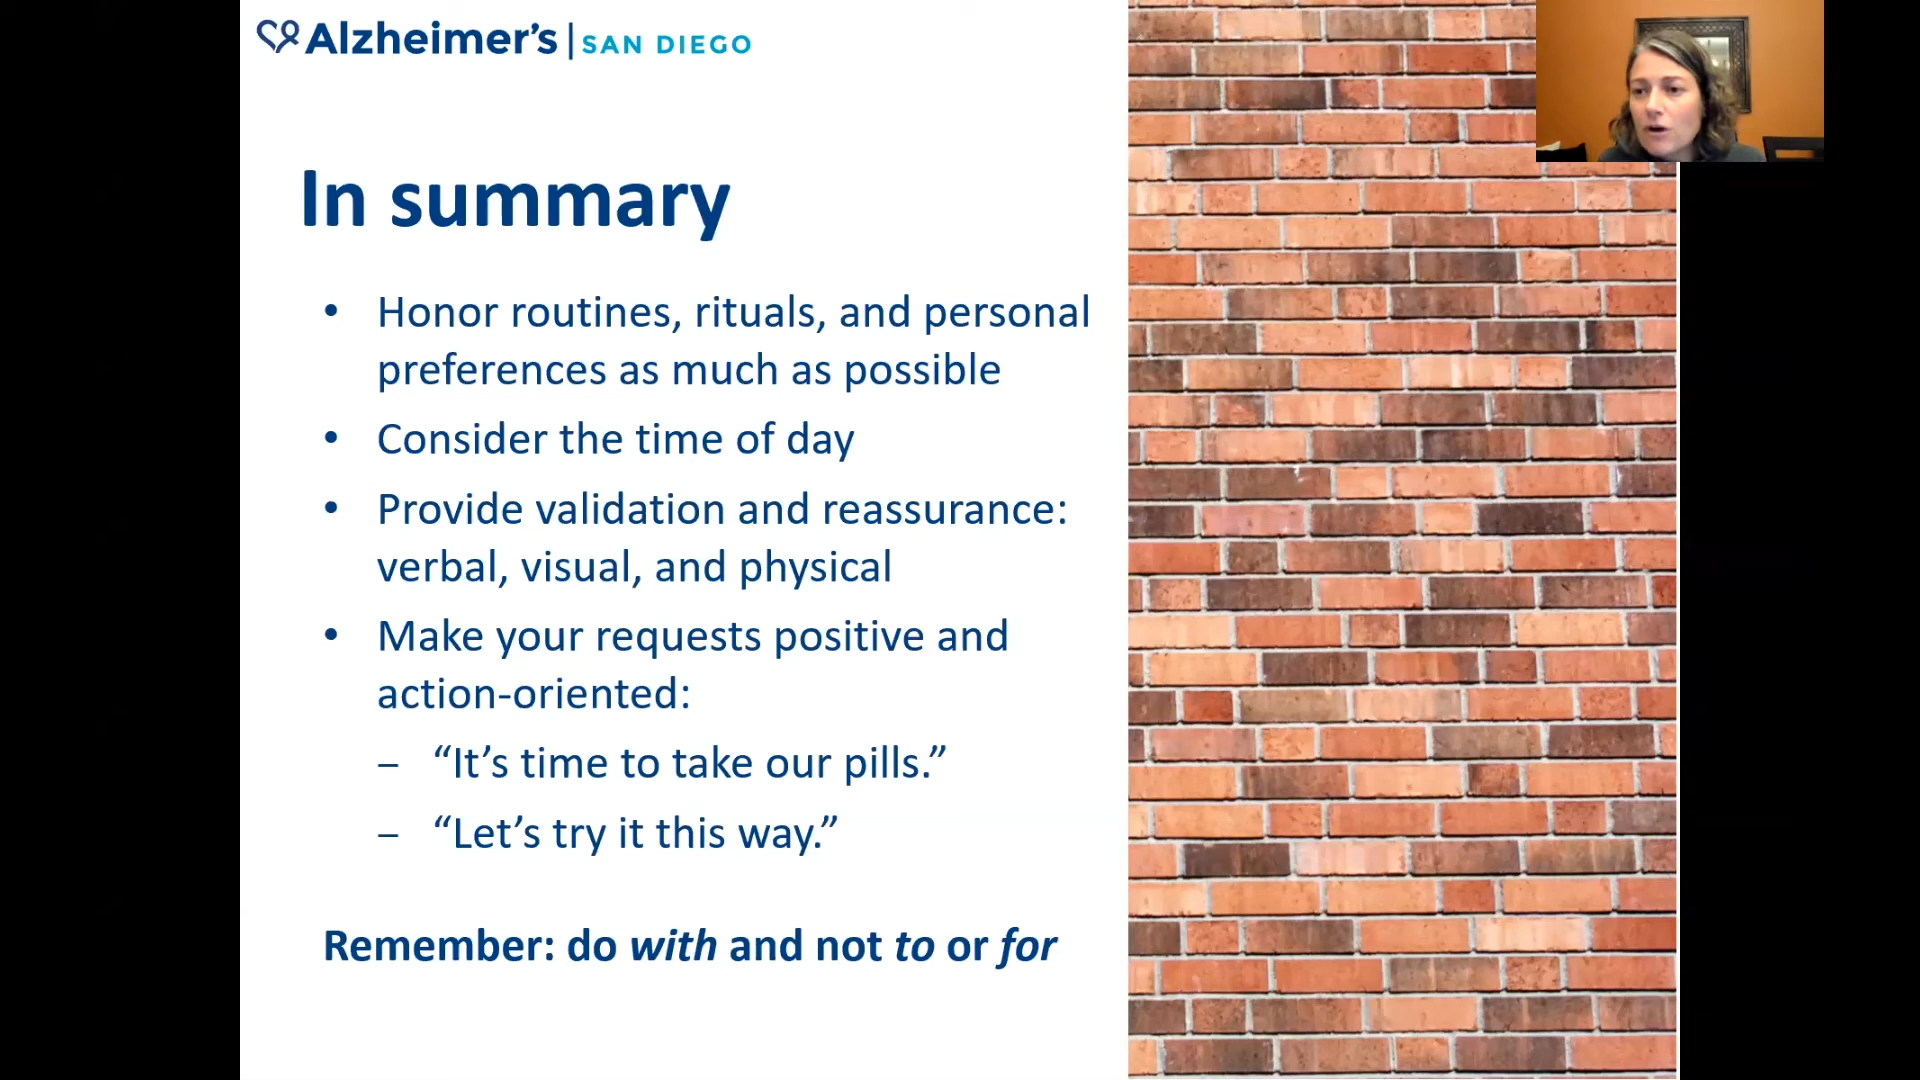 Alzheimer's | SAN DIEGO
In summary
• Honor routines, rituals, and personal
preferences as much as possible
• Consider the time of day
• Provide validation and reassurance:
verbal, visual, and physical
• Make your requests positive and
action-oriented:
– “It’s time to take our pills.”
– “Let’s try it this way.”
Remember: do with and not to or for